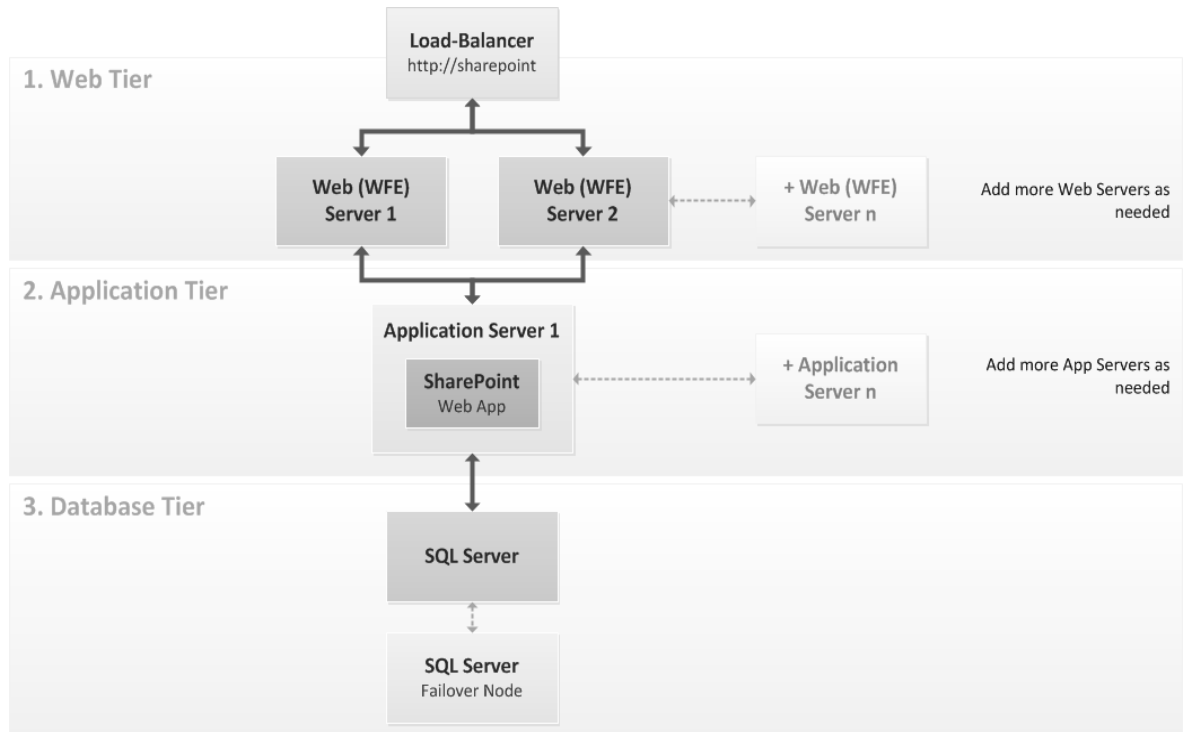 Load-Balancer
http://sharepoint
1. Web Tier
Web (WFE)
Server 1
Web (WFE)
Server 2
+ Web (WFE)
Server n
Add more Web Servers as
needed
2. Application Tier
Application Server 1
SharePoint
Web App
+ Application
Server n
Add more App Servers as
needed
3. Database Tier
SQL Server
SQL Server
Failover Node